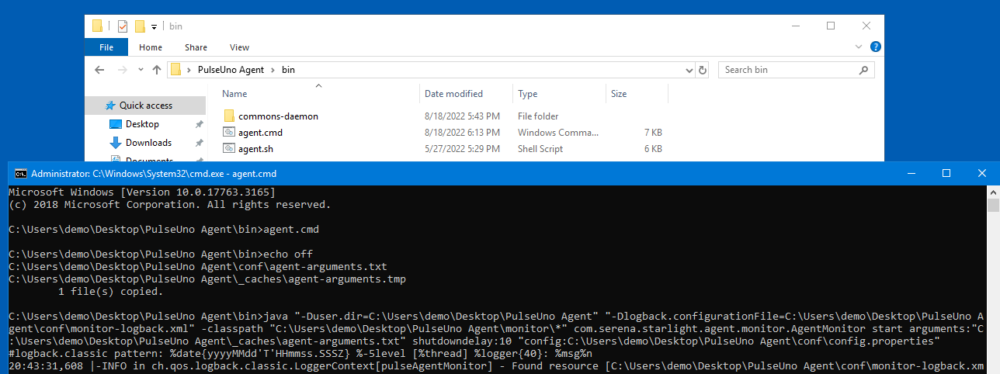 bin
File Home Share View
PulseUno Agent bin Search bin
Name Date modified Type Size
Quick access
commons-daemon 8/18/2022 5:43 PM File folder
Desktop
agent.cmd 8/18/2022 6:13 PM Windows Comma... 7 KB
Downloads
agent.sh 5/27/2022 5:29 PM Shell Script 6 KB
Documents
Administrator: C:\Windows\System32\cmd.exe - agent.cmd
Microsoft Windows [Version 10.0.17763.3165]
(c) 2018 Microsoft Corporation. All rights reserved.
C:\Users\demo\Desktop\PulseUno Agent\bin>agent.cmd
C:\Users\demo\Desktop\PulseUno Agent\bin>echo off
C:\Users\demo\Desktop\PulseUno Agent\conf\agent-arguments.txt
C:\Users\demo\Desktop\PulseUno Agent\_caches\agent-arguments.tmp
1 file(s) copied.
C:\Users\demo\Desktop\PulseUno Agent\bin>java "-Duser.dir=C:\Users\demo\Desktop\PulseUno Agent" "-Dlogback.configurationFile=C:\Users\demo\Desktop\PulseUno A
gent\conf\monitor-logback.xml" -classpath "C:\Users\demo\Desktop\PulseUno Agent\monitor\*" com.serena.starlight.agent.monitor.AgentMonitor start arguments:"C
:\Users\demo\Desktop\PulseUno Agent\_caches\agent-arguments.txt" shutdowndelay:10 "config:C:\Users\demo\Desktop\PulseUno Agent\conf\config.properties"
#logback.classic pattern: %date{yyyyMMdd'T'HHmmss.SSSZ} %-5level [%thread] %logger{40}: %msg%n
20:43:31,608 |-INFO in ch.qos.logback.classic.LoggerContext[pulseAgentMonitor] - Found resource [C:\Users\demo\Desktop\PulseUno Agent\conf\monitor-logback.xm